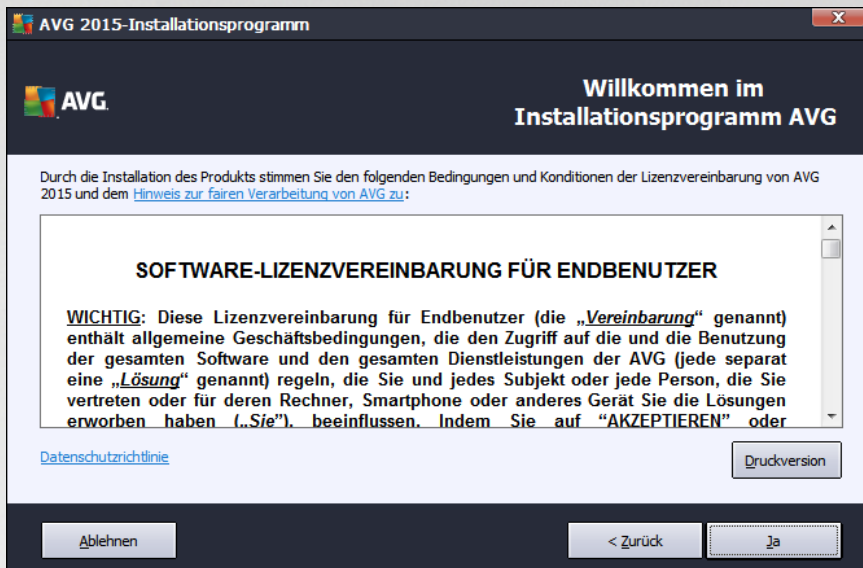 AVG 2015-Installationsprogramm
AVG.
Willkommen im
Installationsprogramm AVG
Durch die Installation des Produkts stimmen Sie den folgenden Bedingungen und Konditionen der Lizenzvereinbarung von AVG
2015 und dem Hinweis zur fairen Verarbeitung von AVG zu:
SOFTWARE-LIZENZVEREINBARUNG FÜR ENDBENUTZER
WICHTIG: Diese Lizenzvereinbarung für Endbenutzer (die „Vereinbarung“ genannt)
enthält allgemeine Geschäftsbedingungen, die den Zugriff auf die und die Benutzung
der gesamten Software und den gesamten Dienstleistungen der AVG (jede separat
eine „Lösung“ genannt) regeln, die Sie und jedes Subjekt oder jede Person, die Sie
vertreten oder für deren Rechner, Smartphone oder anderes Gerät Sie die Lösungen
erworben haben („Sie”), beeinflussen. Indem Sie auf “AKZEPTIEREN” oder
Datenschutzrichtlinie
Druckversion
Ablehnen
< Zurück
Ja